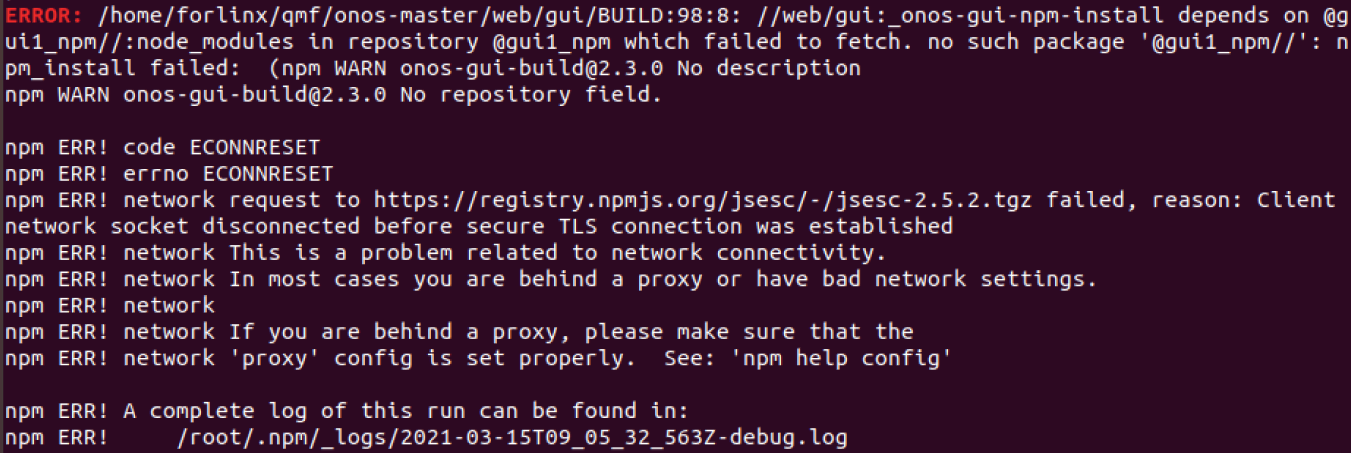 ERROR: /home/forlinx/qmf/onos-master/web/gui/BUILD:98:8: //web/gui:_onos-gui-npm-install depends on @g
ui1_npm//:node_modules in repository @gui1_npm which failed to fetch. no such package '@gui1_npm//': n
pm_install failed:  (npm WARN onos-gui-build@2.3.0 No description
npm WARN onos-gui-build@2.3.0 No repository field.
npm ERR! code ECONNRESET
npm ERR! errno ECONNRESET
npm ERR! network request to https://registry.npmjs.org/jsesc/-/jsesc-2.5.2.tgz failed, reason: Client
network socket disconnected before secure TLS connection was established
npm ERR! network This is a problem related to network connectivity.
npm ERR! network In most cases you are behind a proxy or have bad network settings.
npm ERR! network
npm ERR! network If you are behind a proxy, please make sure that the
npm ERR! network 'proxy' config is set properly.  See: 'npm help config'
npm ERR! A complete log of this run can be found in:
npm ERR!     /root/.npm/_logs/2021-03-15T09_05_32_563Z-debug.log